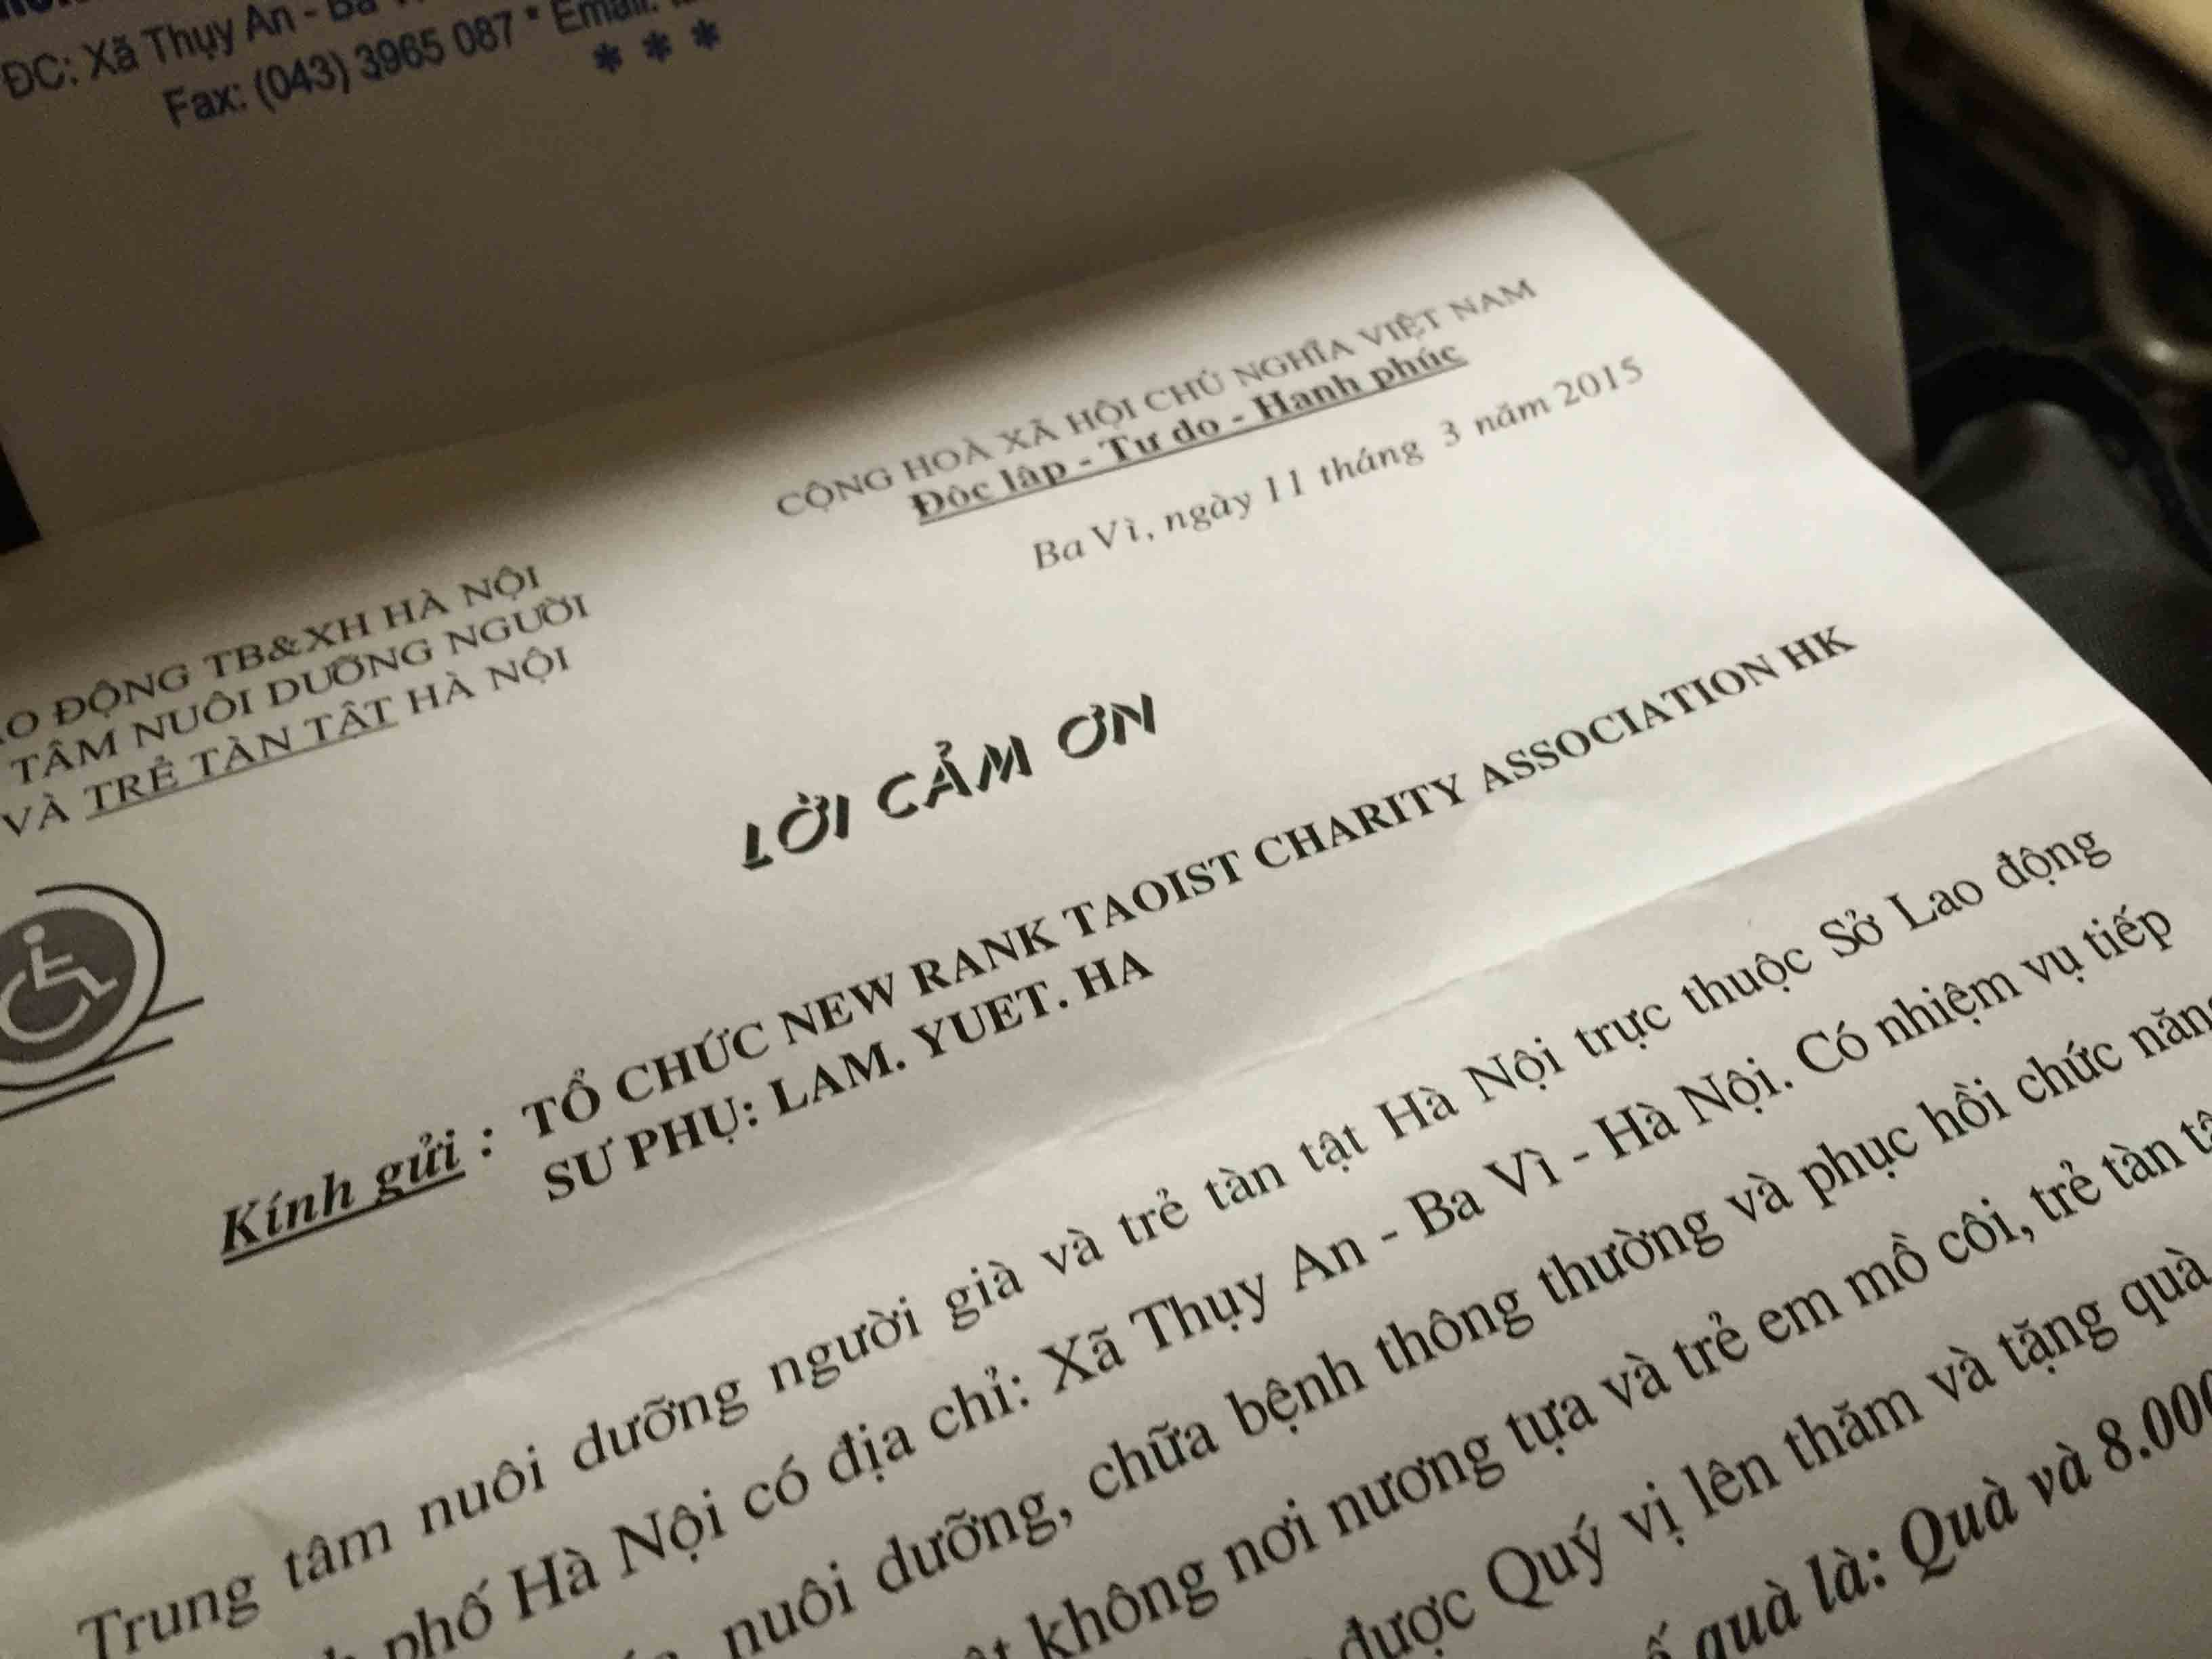 ĐC: Xã Thụy An - Ba
Fax: (043) 3965 087 * Email:
* * *
CỘNG HOÀ XÃ HỘI CHỦ NGHĨA VIỆT NAM
Độc lập - Tự do - Hạnh phúc
Ba Vì, ngày 11 tháng 3 năm 2015
ĐỘNG TB&XH HÀ NỘI
TÂM NUÔI DƯỠNG NGƯỜI
VÀ TRẺ TÀN TẬT HÀ NỘI
LỜI CẢM ƠN
Kính gửi : TỔ CHỨC NEW RANK TAOIST CHARITY ASSOCIATION HK
SƯ PHỤ: LAM. YUET. HA
Trung tâm nuôi dưỡng người già và trẻ tàn tật Hà Nội trực thuộc Sở Lao động
phố Hà Nội có địa chỉ: Xã Thụy An - Ba Vì - Hà Nội. Có nhiệm vụ tiếp
nuôi dưỡng, chữa bệnh thông thường và phục hồi chức năng
không nơi nương tựa và trẻ em mồ côi, trẻ tàn
được Quý vị lên thăm và tặng quà
quà là: Quà và 8.000